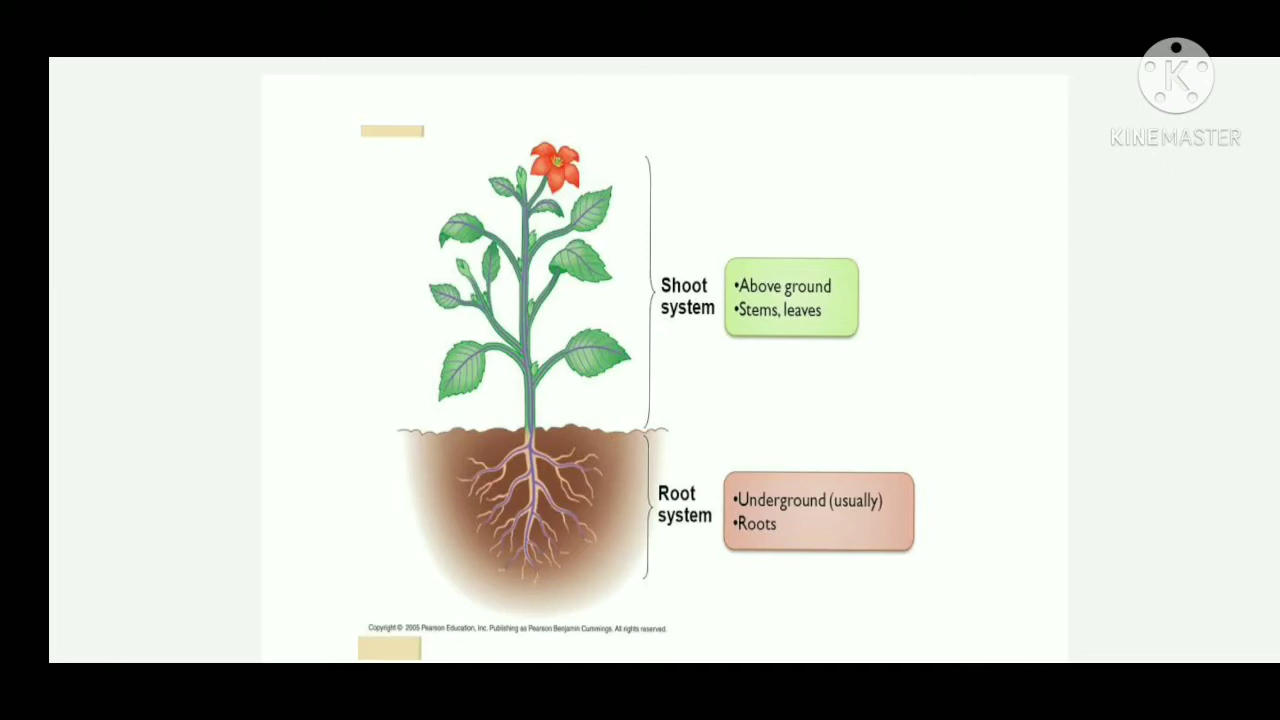 K
KINEMASTER
Shoot
system
•Above ground
•Stems, leaves
Root
system
•Underground (usually)
•Roots
Copyright © 2005 Pearson Education, Inc. Publishing as Pearson Benjamin Cummings. All rights reserved.